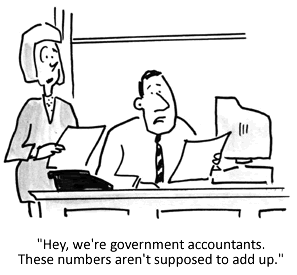 "Hey, we're government accountants.
These numbers aren't supposed to add up."